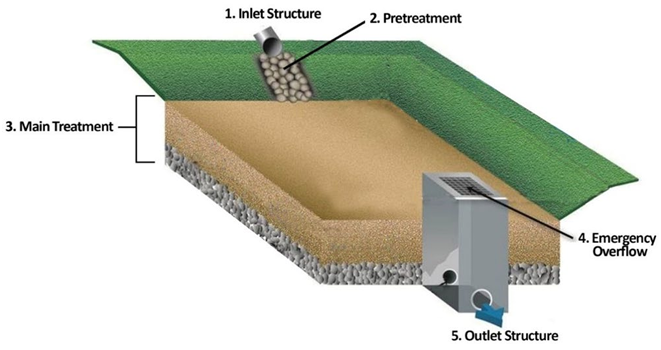 1. Inlet Structure
2. Pretreatment
3. Main Treatment
4. Emergency
Overflow
5. Outlet Structure